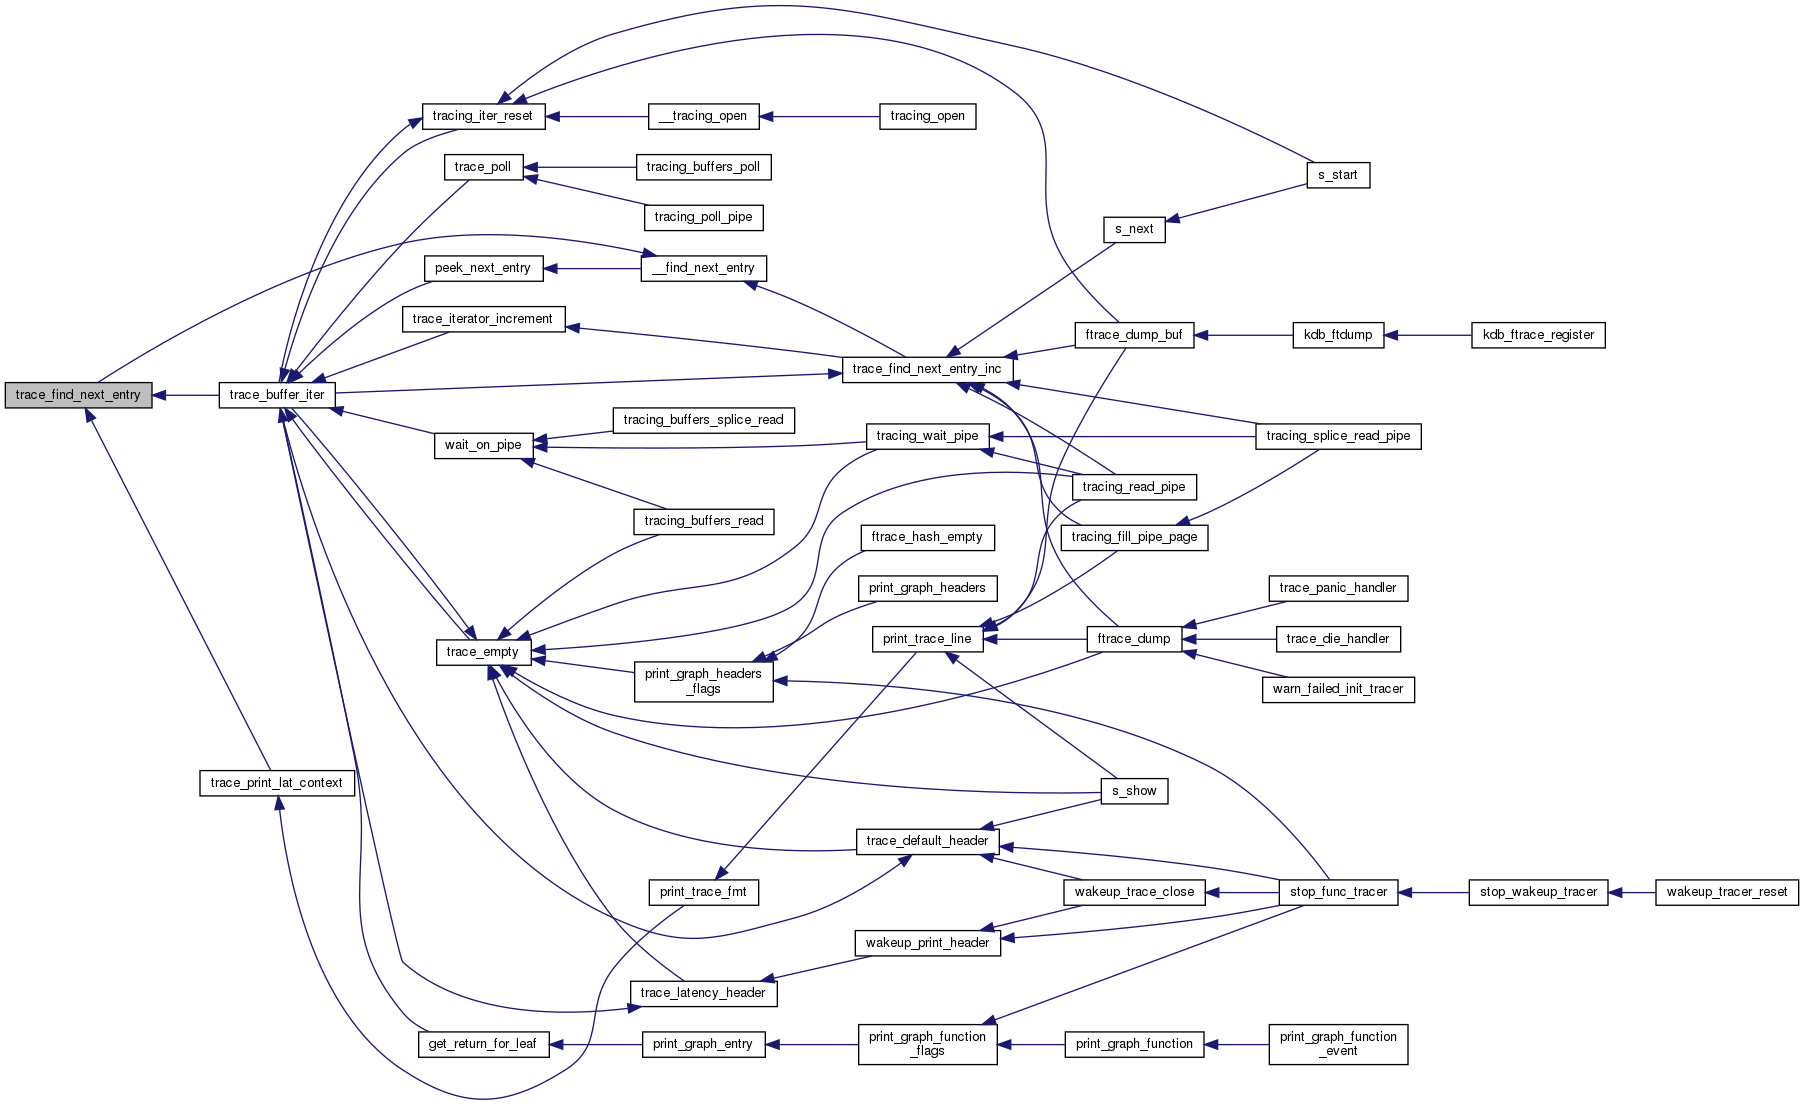 tracing_iter_reset
__tracing_open
tracing_open
trace_poll
tracing_buffers_poll
s_start
tracing_poll_pipe
s_next
peek_next_entry
__find_next_entry
trace_iterator_increment
ftrace_dump_buf
kdb_ftdump
kdb_ftrace_register
trace_find_next_entry_inc
trace_find_next_entry
trace_buffer_iter
tracing_buffers_splice_read
wait_on_pipe
tracing_wait_pipe
tracing_splice_read_pipe
tracing_read_pipe
tracing_buffers_read
ftrace_hash_empty
tracing_fill_pipe_page
print_graph_headers
trace_panic_handler
trace_empty
print_trace_line
ftrace_dump
trace_die_handler
print_graph_headers
_flags
warn_failed_init_tracer
trace_print_lat_context
s_show
trace_default_header
print_trace_fmt
wakeup_trace_close
stop_func_tracer
stop_wakeup_tracer
wakeup_tracer_reset
wakeup_print_header
trace_latency_header
get_return_for_leaf
print_graph_entry
print_graph_function
_flags
print_graph_function
print_graph_function
_event